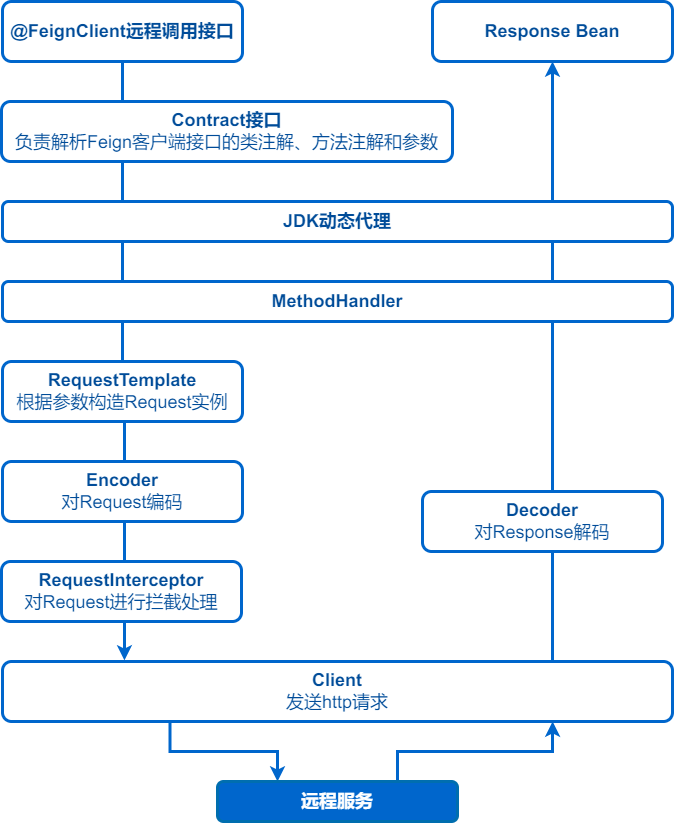 @FeignClient远程调用接口
Response Bean
Contract接口
负责解析Feign客户端接口的类注解、方法注解和参数
JDK动态代理
MethodHandler
RequestTemplate
根据参数构造Request实例
Encoder
对Request编码
Decoder
对Response解码
RequestInterceptor
对Request进行拦截处理
Client
发送http请求
远程服务